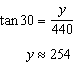 tan 30 = y/440
y ≈ 254